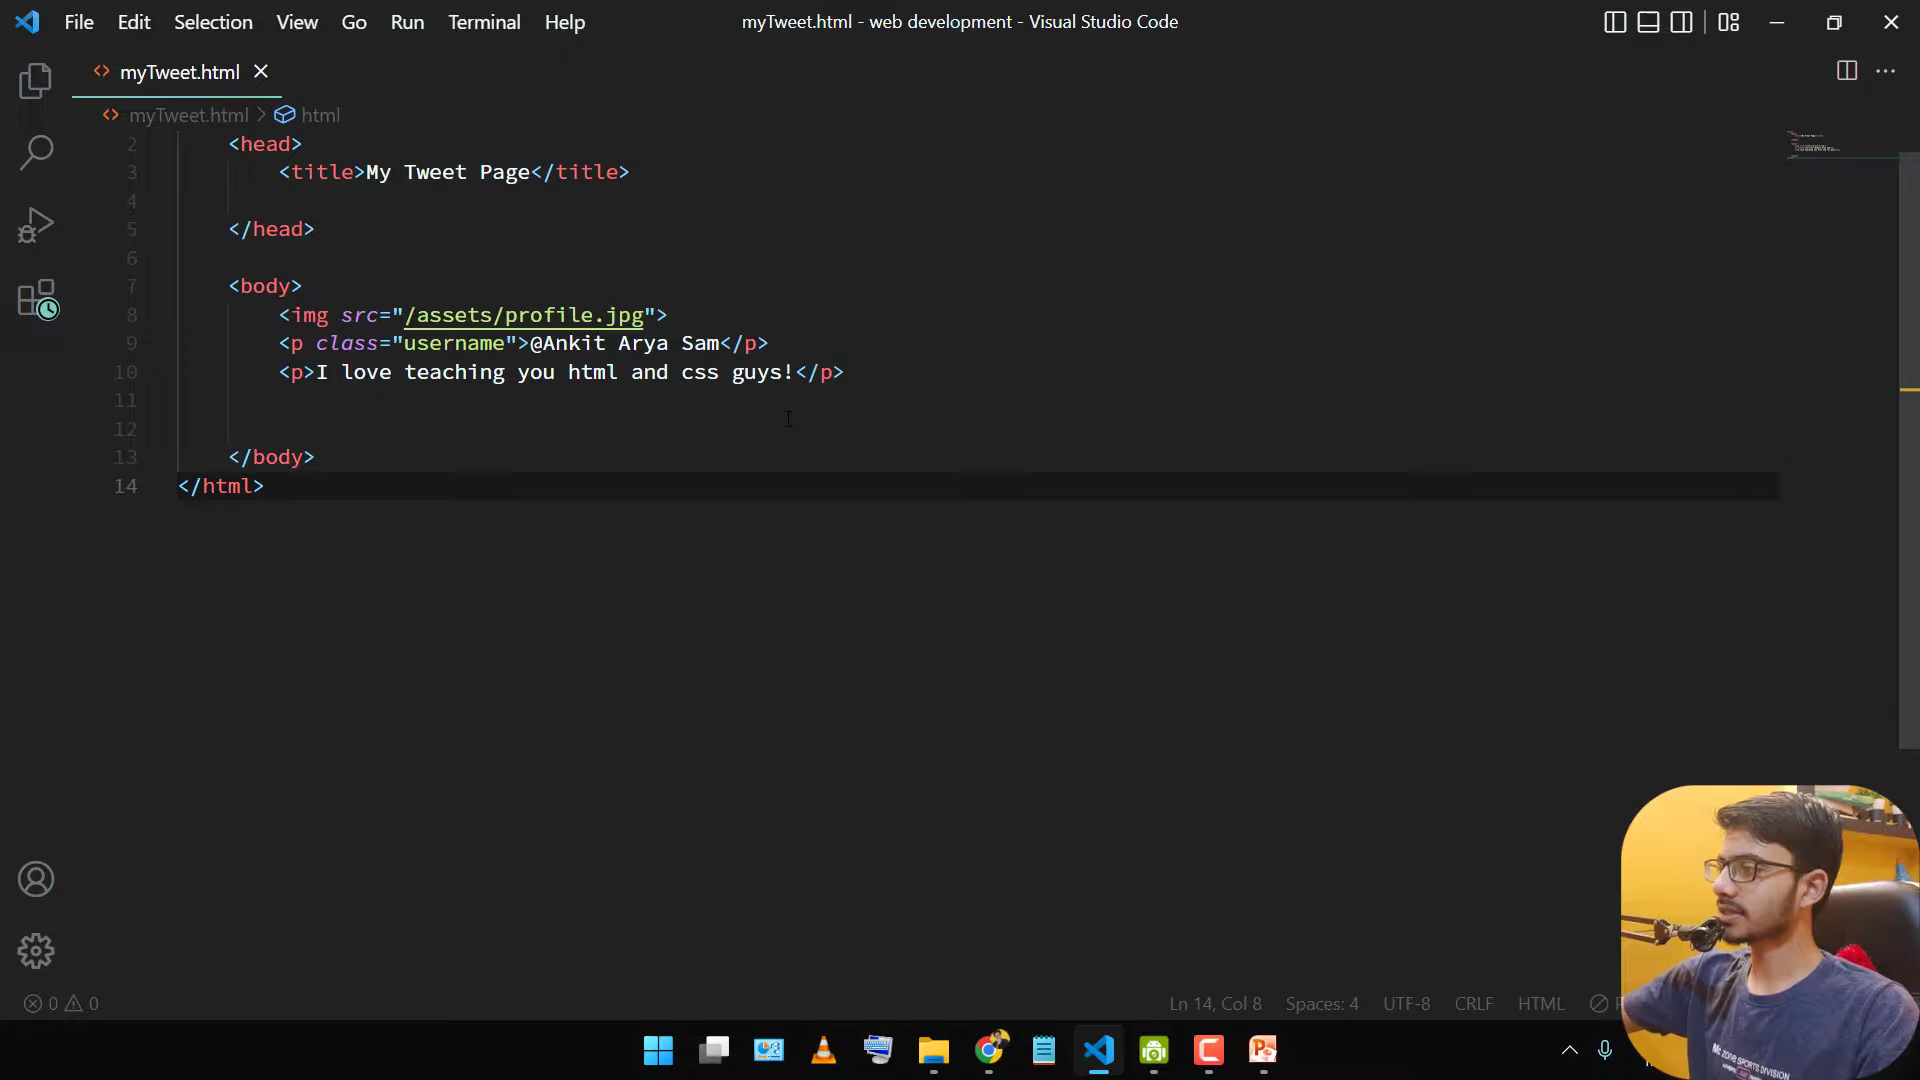 File Edit Selection View Go Run Terminal Help
myTweet.html - web development - Visual Studio Code
myTweet.html
myTweet.html > html
2 <head>
3 <title>My Tweet Page</title>
4
5 </head>
6
7 <body>
8 <img src="/assets/profile.jpg">
9 <p class="username">@Ankit Arya Sam</p>
10 <p>I love teaching you html and css guys!</p>
11
12
13 </body>
14 </html>
0 0
Ln 14, Col 8 Spaces: 4 UTF-8 CRLF HTML
SPORTS DIVISION